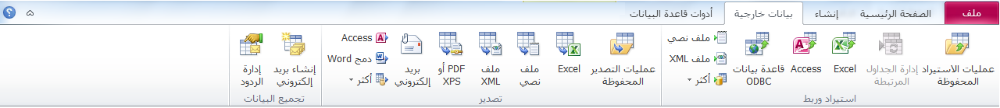 ملف
الصفحة الرئيسية
إنشاء
بيانات خارجية
أدوات قاعدة البيانات
عمليات الاستيراد
المحفوظة
إدارة الجداول
المرتبطة
Excel
Access
قاعدة بيانات
ODBC
ملف نصي
ملف XML
أكثر
استيراد وربط
عمليات التصدير
المحفوظة
Excel
ملف
نصي
ملف
XML
PDF أو
XPS
بريد
إلكتروني
Access
دمج Word
أكثر
تصدير
إنشاء بريد
إلكتروني
إدارة
الردود
تجميع البيانات